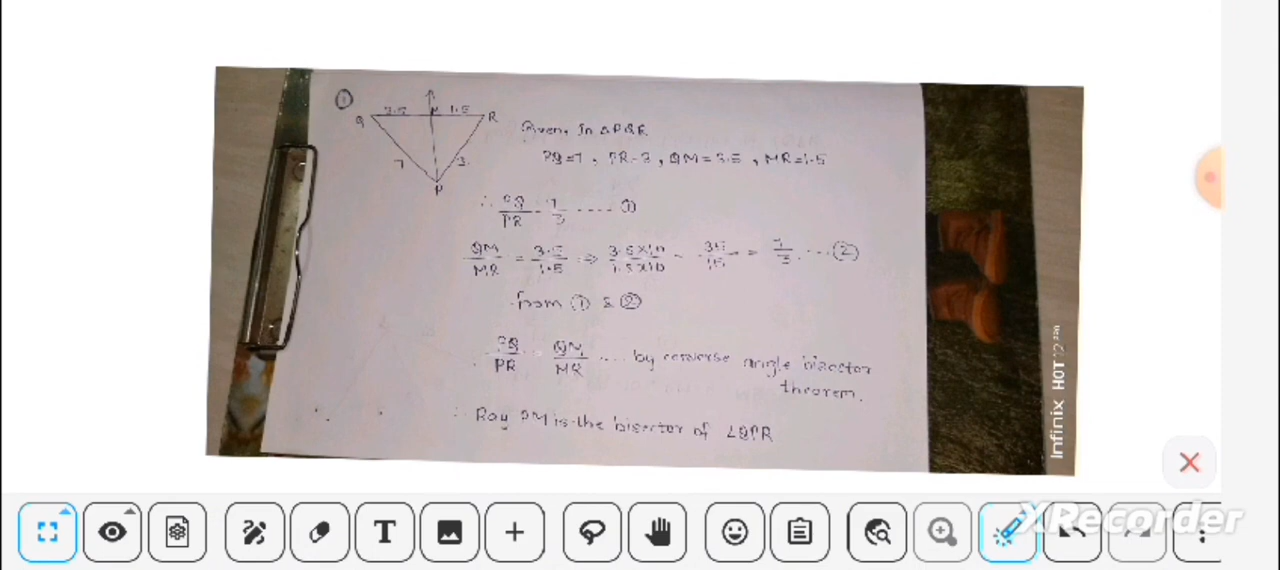 ①
3.5 M 1.5
Q R
7 3
P
Given, In △PQR
PQ=7, PR=3, QM=3.5, MR=1.5
∴ PQ/PR = 7/3 ..... ①
QM/MR = 3.5/1.5 ⇒ 3.5×10/1.5×10 = 35/15 = 7/3 ... ②
from ① & ②
∴ PQ/PR = QM/MR .... by converse angle bisector
theorem.
∴ Ray PM is the bisector of ∠QPR
Infinix HOT 12
T
XRecorder